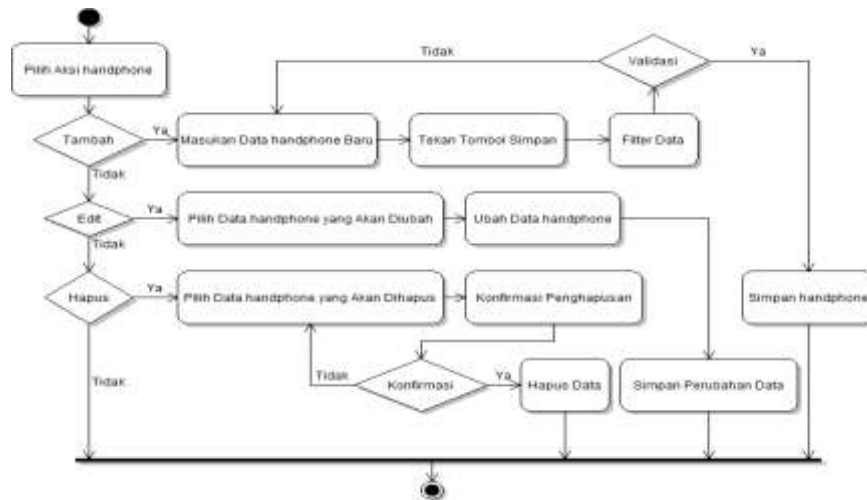 Tidak
Ya
Validasi
Pilih Aksi handphone
Tambah
Ya
Masukan Data handphone Baru
Tekan Tombol Simpan
Filter Data
Tidak
Edit
Ya
Pilih Data handphone yang Akan Diubah
Ubah Data handphone
Tidak
Hapus
Ya
Pilih Data handphone yang Akan Dihapus
Konfirmasi Penghapusan
Simpan handphone
Tidak
Tidak
Konfirmasi
Ya
Hapus Data
Simpan Perubahan Data